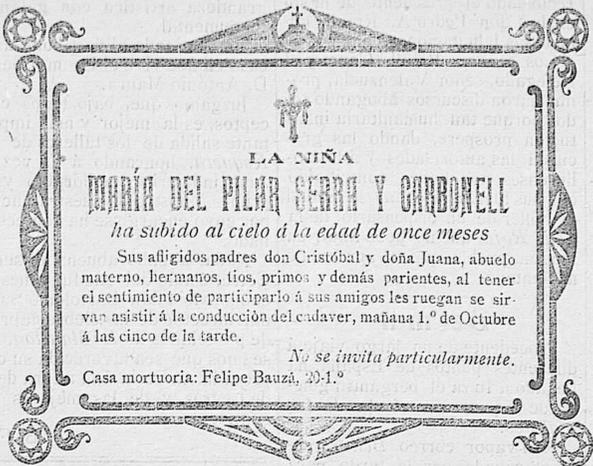 LA NIÑA
MARÍA DEL PILAR SERRA Y CARBONELL
ha subido al cielo á la edad de once meses
Sus afligidos padres don Cristóbal y doña Juana, abuelo
materno, hermanos, tios, primos y demás parientes, al tener
el sentimiento de participarlo á sus amigos les ruegan se sir-
van asistir á la conducción del cadaver, mañana 1.º de Octubre
á las cinco de la tarde.
No se invita particularmente.
Casa mortuoria: Felipe Bauzá, 20-1.º